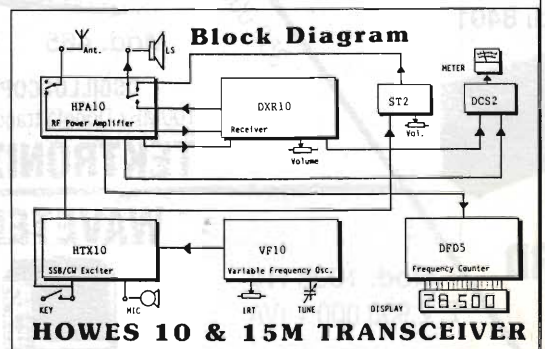 Block Diagram
Ant.
LS
METER
HPA10
RF Power Amplifier
DXR10
Receiver
Volume
ST2
Vol.
DCS2
HTX10
SSB/CW Exciter
VF10
Variable Frequency Osc.
DFD5
Frequency Counter
KEY
MIC
IRT
TUNE
DISPLAY
28.500
HOWES 10 & 15M TRANSCEIVER